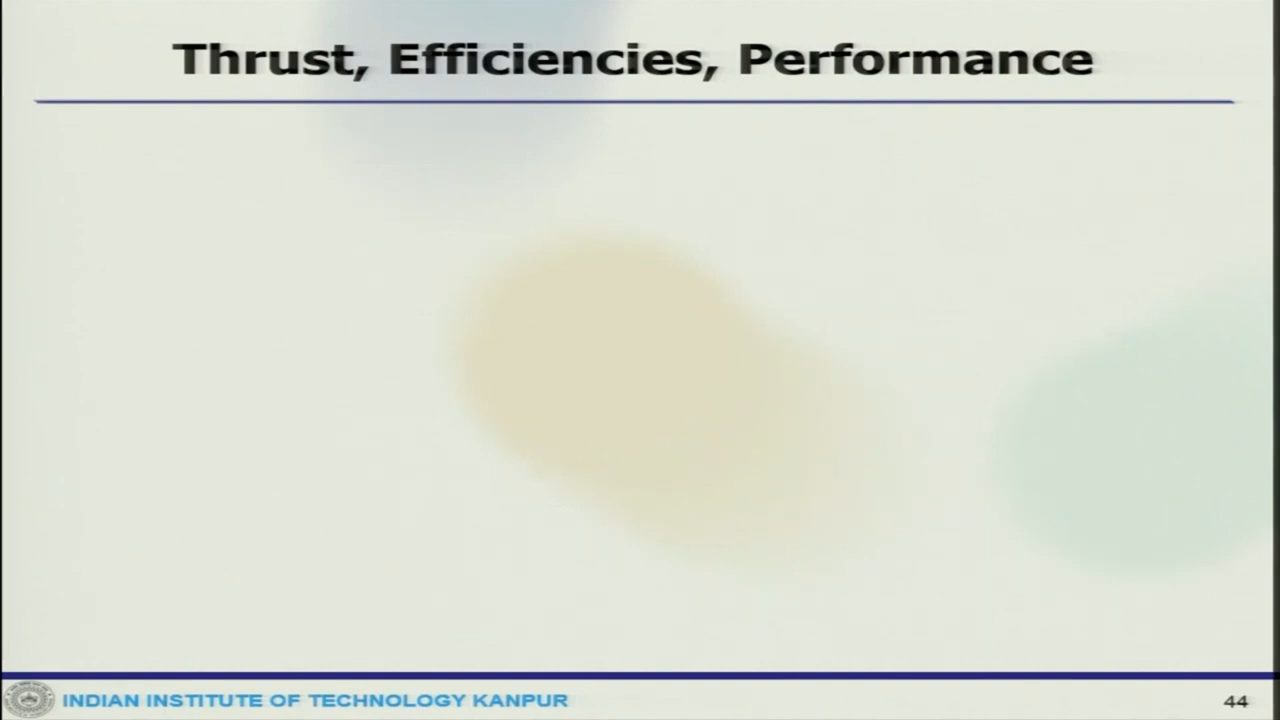 Thrust, Efficiencies, Performance
INDIAN INSTITUTE OF TECHNOLOGY KANPUR
44